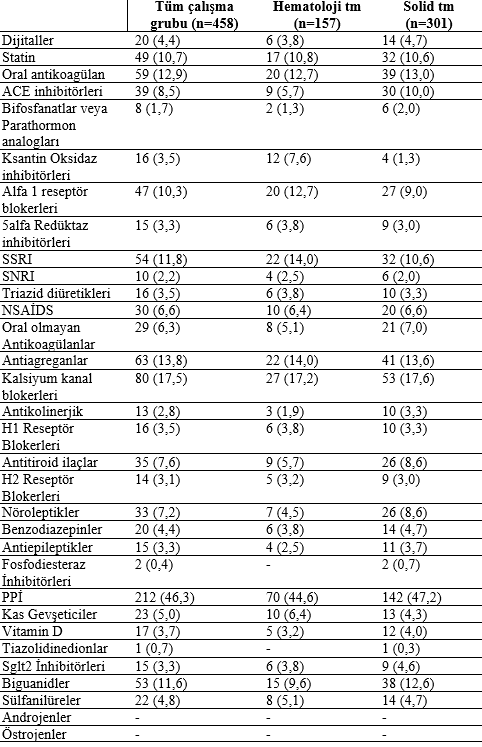 Tüm çalışma Hematoloji tm Solid tm
grubu (n=458) (n=157) (n=301)
Dijitaller 20 (4,4) 6 (3,8) 14 (4,7)
Statin 49 (10,7) 17 (10,8) 32 (10,6)
Oral antikoagülan 59 (12,9) 20 (12,7) 39 (13,0)
ACE inhibitörleri 39 (8,5) 9 (5,7) 30 (10,0)
Bifosfanatlar veya 8 (1,7) 2 (1,3) 6 (2,0)
Parathormon
analogları
Ksantin Oksidaz 16 (3,5) 12 (7,6) 4 (1,3)
inhibitörleri
Alfa 1 reseptör 47 (10,3) 20 (12,7) 27 (9,0)
blokerleri
5alfa Redüktaz 15 (3,3) 6 (3,8) 9 (3,0)
inhibitörleri
SSRI 54 (11,8) 22 (14,0) 32 (10,6)
SNRI 10 (2,2) 4 (2,5) 6 (2,0)
Triazid diüretikleri 16 (3,5) 6 (3,8) 10 (3,3)
NSAİDS 30 (6,6) 10 (6,4) 20 (6,6)
Oral olmayan 29 (6,3) 8 (5,1) 21 (7,0)
Antikoagülanlar
Antiagreganlar 63 (13,8) 22 (14,0) 41 (13,6)
Kalsiyum kanal 80 (17,5) 27 (17,2) 53 (17,6)
blokerleri
Antikolinerjik 13 (2,8) 3 (1,9) 10 (3,3)
H1 Reseptör 16 (3,5) 6 (3,8) 10 (3,3)
Blokerleri
Antitiroid ilaçlar 35 (7,6) 9 (5,7) 26 (8,6)
H2 Reseptör 14 (3,1) 5 (3,2) 9 (3,0)
Blokerleri
Nöroleptikler 33 (7,2) 7 (4,5) 26 (8,6)
Benzodiazepinler 20 (4,4) 6 (3,8) 14 (4,7)
Antiepileptikler 15 (3,3) 4 (2,5) 11 (3,7)
Fosfodiesteraz 2 (0,4) - 2 (0,7)
İnhibitörleri
PPİ 212 (46,3) 70 (44,6) 142 (47,2)
Kas Gevşeticiler 23 (5,0) 10 (6,4) 13 (4,3)
Vitamin D 17 (3,7) 5 (3,2) 12 (4,0)
Tiazolidinedionlar 1 (0,7) - 1 (0,3)
Sglt2 İnhibitörleri 15 (3,3) 6 (3,8) 9 (4,6)
Biguanidler 53 (11,6) 15 (9,6) 38 (12,6)
Sülfanilüreler 22 (4,8) 8 (5,1) 14 (4,7)
Androjenler - - -
Östrojenler - - -